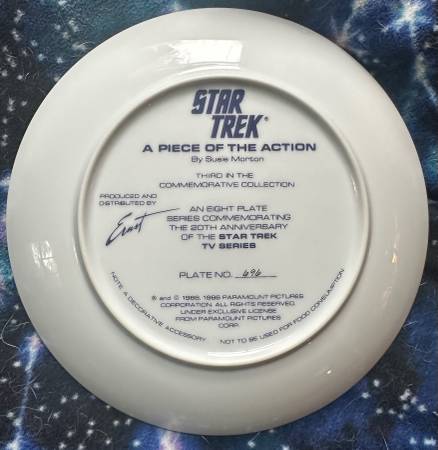 STAR
TREK®
A PIECE OF THE ACTION
By Susie Morton
THIRD IN THE
COMMEMORATIVE COLLECTION
PRODUCED AND
DISTRIBUTED BY
Ernst
AN EIGHT PLATE
SERIES COMMEMORATING
THE 20TH ANNIVERSARY
OF THE STAR TREK
TV SERIES
PLATE NO. 696
® and © 1966, 1986 PARAMOUNT PICTURES
CORPORATION. ALL RIGHTS RESERVED.
UNDER EXCLUSIVE LICENSE
FROM PARAMOUNT PICTURES
CORP.
NOTE A DECORATIVE ACCESSORY NOT TO BE USED FOR FOOD CONSUMPTION